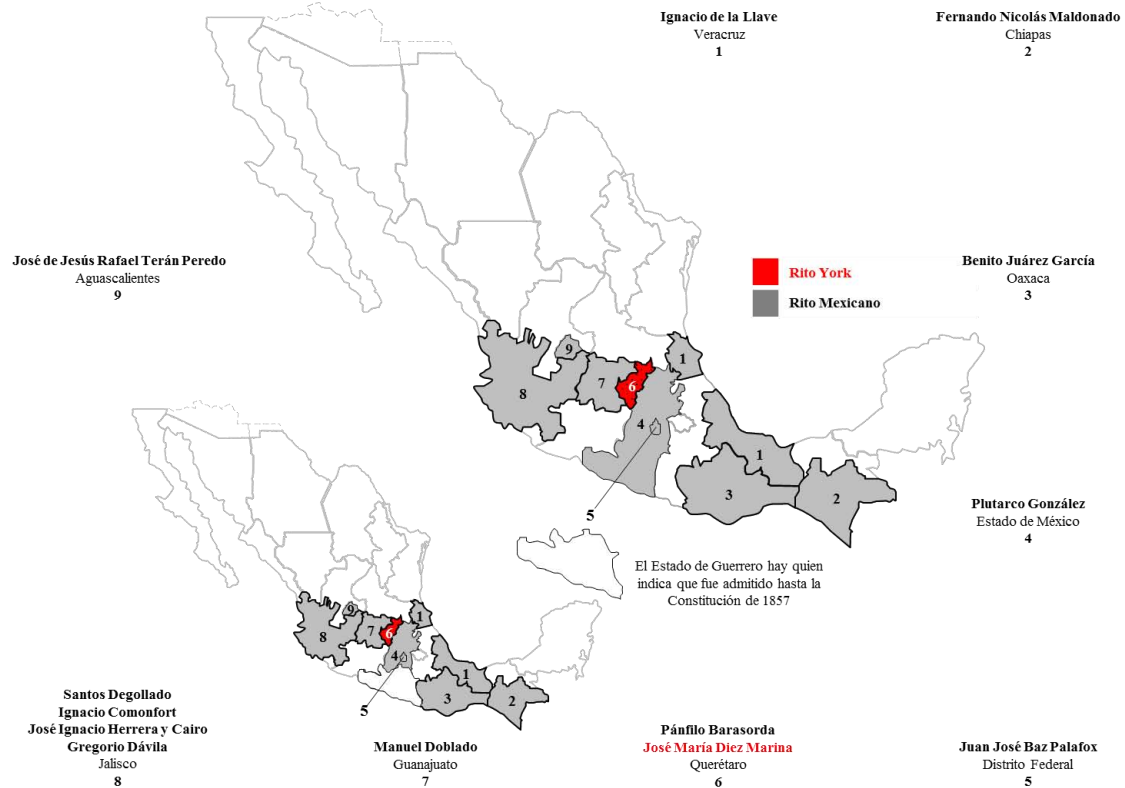 Ignacio de la Llave
Veracruz
1
Fernando Nicolás Maldonado
Chiapas
2
José de Jesús Rafael Terán Peredo
Aguascalientes
9
Rito York
Rito Mexicano
Benito Juárez García
Oaxaca
3
9
1
7
6
8
4
1
3
2
5
Plutarco González
Estado de México
4
El Estado de Guerrero hay quien
indica que fue admitido hasta la
Constitución de 1857
9
1
7
6
8
4
1
3
2
5
Santos Degollado
Ignacio Comonfort
José Ignacio Herrera y Cairo
Gregorio Dávila
Jalisco
8
Manuel Doblado
Guanajuato
7
Pánfilo Barasorda
José María Diez Marina
Querétaro
6
Juan José Baz Palafox
Distrito Federal
5